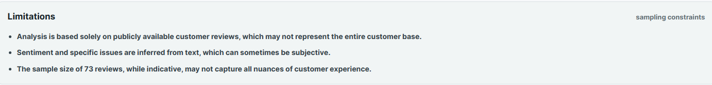 Limitations
sampling constraints
• Analysis is based solely on publicly available customer reviews, which may not represent the entire customer base.
• Sentiment and specific issues are inferred from text, which can sometimes be subjective.
• The sample size of 73 reviews, while indicative, may not capture all nuances of customer experience.